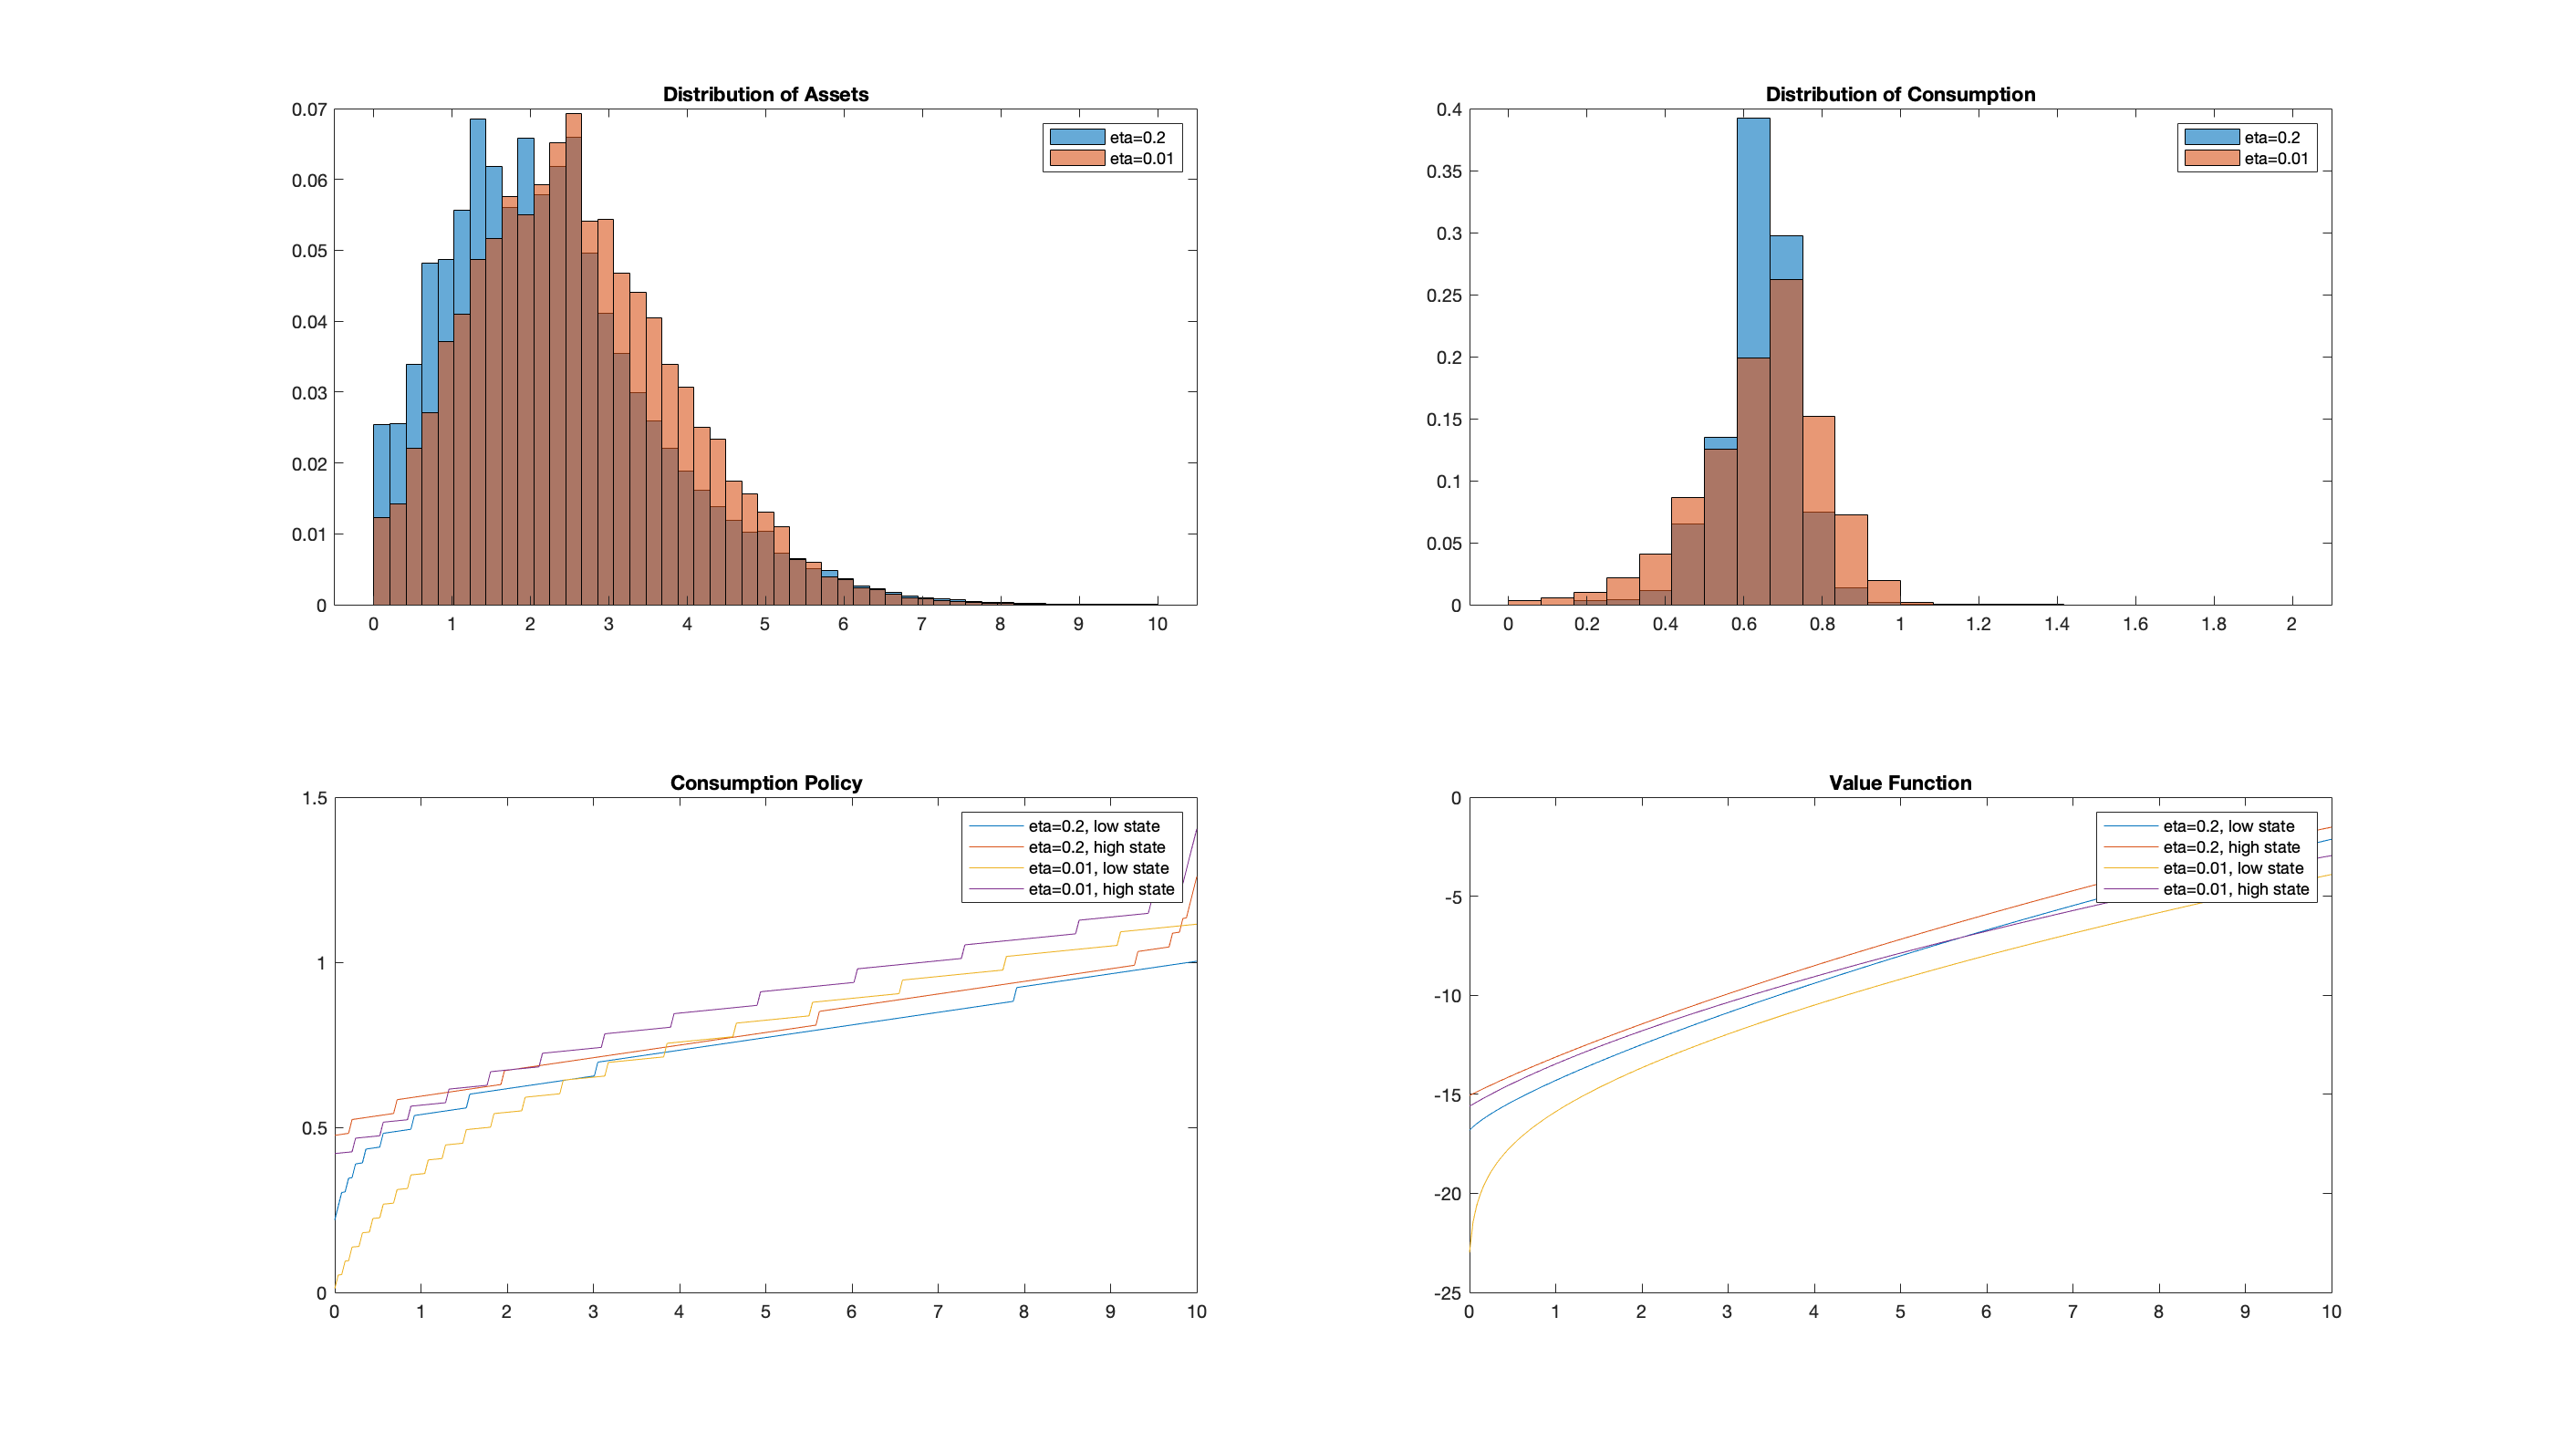 Distribution of Assets
0.07
0.06
0.05
0.04
0.03
0.02
0.01
0
0 1 2 3 4 5 6 7 8 9 10
eta=0.2
eta=0.01
Distribution of Consumption
0.4
0.35
0.3
0.25
0.2
0.15
0.1
0.05
0
0 0.2 0.4 0.6 0.8 1 1.2 1.4 1.6 1.8 2
eta=0.2
eta=0.01
Consumption Policy
1.5
1
0.5
0
0 1 2 3 4 5 6 7 8 9 10
eta=0.2, low state
eta=0.2, high state
eta=0.01, low state
eta=0.01, high state
Value Function
0
-5
-10
-15
-20
-25
0 1 2 3 4 5 6 7 8 9 10
eta=0.2, low state
eta=0.2, high state
eta=0.01, low state
eta=0.01, high state